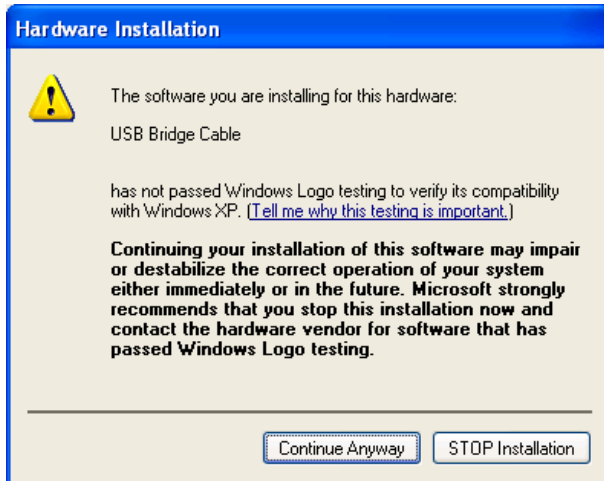 Hardware Installation
The software you are installing for this hardware:
USB Bridge Cable
has not passed Windows Logo testing to verify its compatibility
with Windows XP. (Tell me why this testing is important.)
Continuing your installation of this software may impair
or destabilize the correct operation of your system
either immediately or in the future. Microsoft strongly
recommends that you stop this installation now and
contact the hardware vendor for software that has
passed Windows Logo testing.
Continue Anyway
STOP Installation